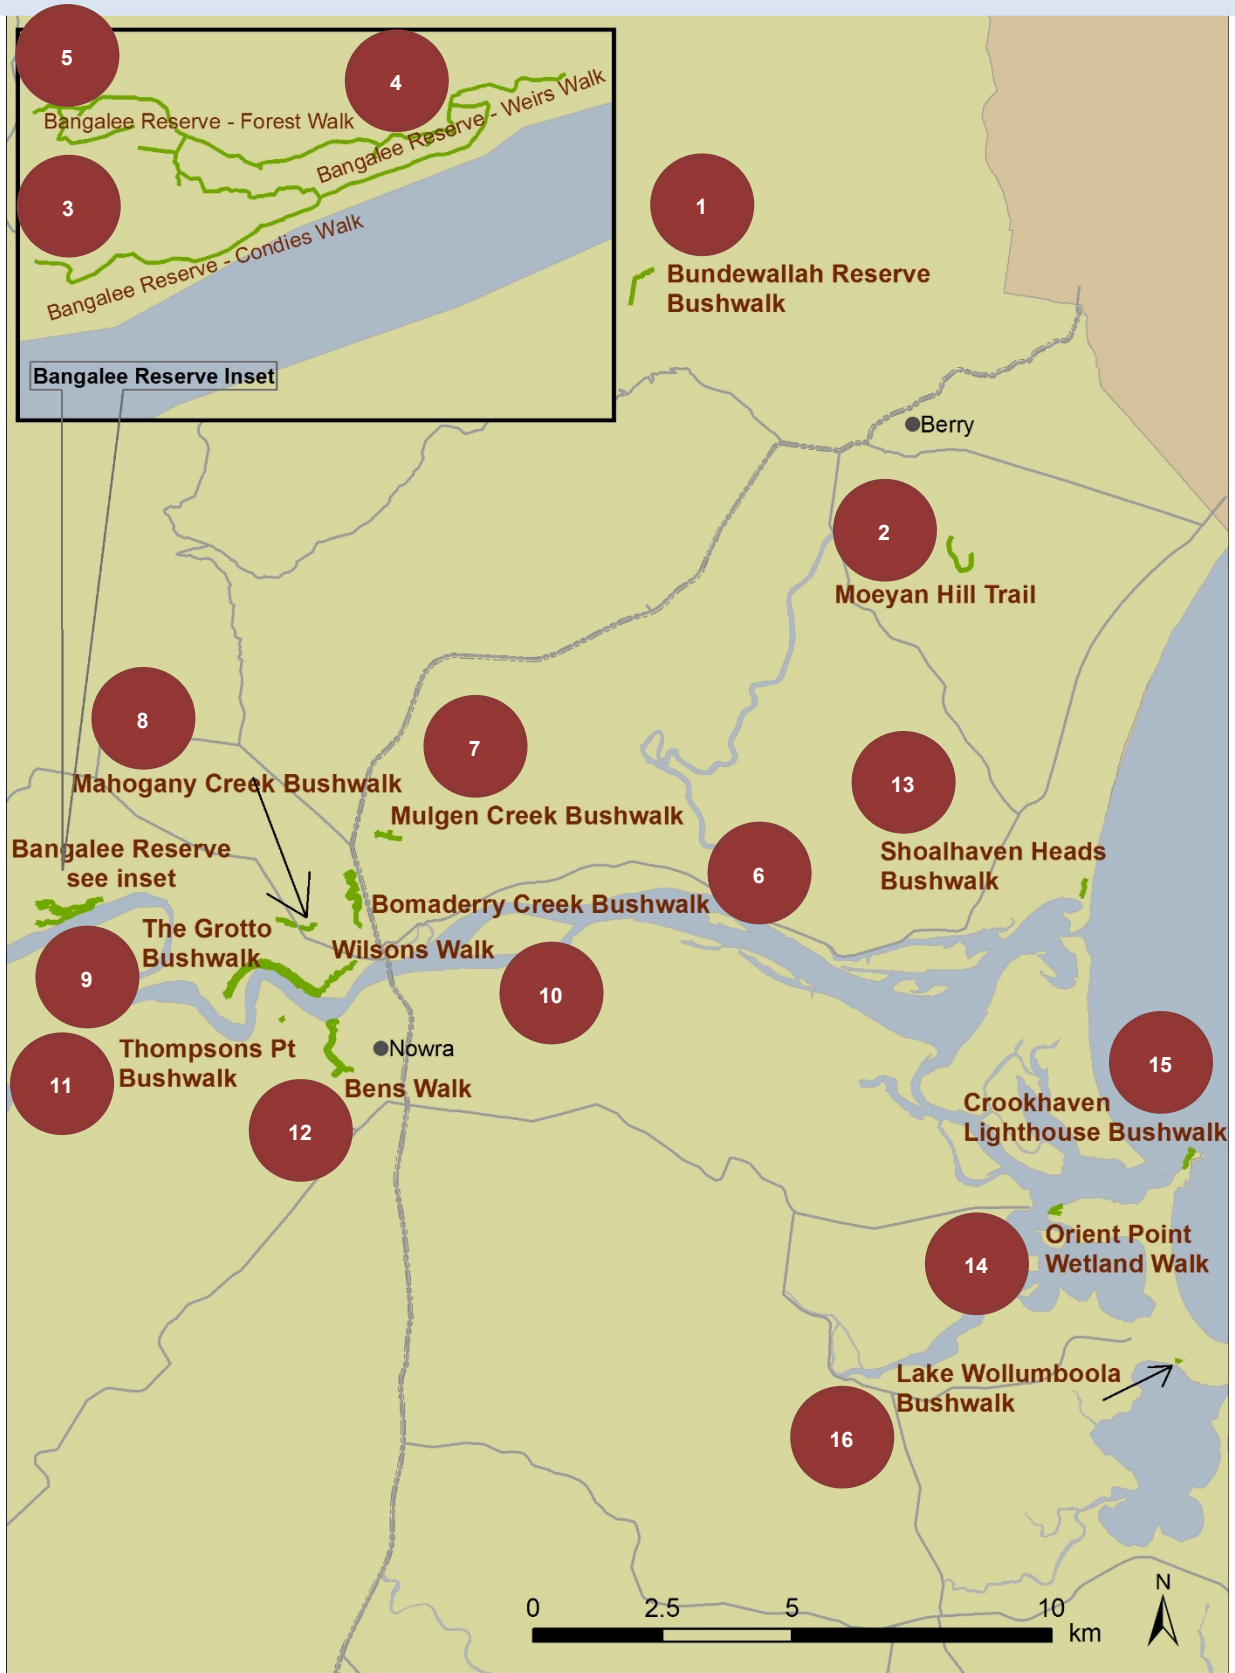 5
4
Bangalee Reserve - Forest Walk
Bangalee Reserve - Weirs Walk
3
Bangalee Reserve - Condies Walk
Bangalee Reserve Inset
1
Bundewallah Reserve
Bushwalk
Berry
2
Moeyan Hill Trail
8
Mahogany Creek Bushwalk
7
Mulgen Creek Bushwalk
13
Shoalhaven Heads
Bushwalk
Bangalee Reserve
see inset
6
Bomaderry Creek Bushwalk
The Grotto
Bushwalk
Wilsons Walk
9
10
Thompsons Pt
Bushwalk
Nowra
11
Bens Walk
12
15
Crookhaven
Lighthouse Bushwalk
Orient Point
Wetland Walk
14
Lake Wollumboola
Bushwalk
16
N
0 2.5 5 10
km